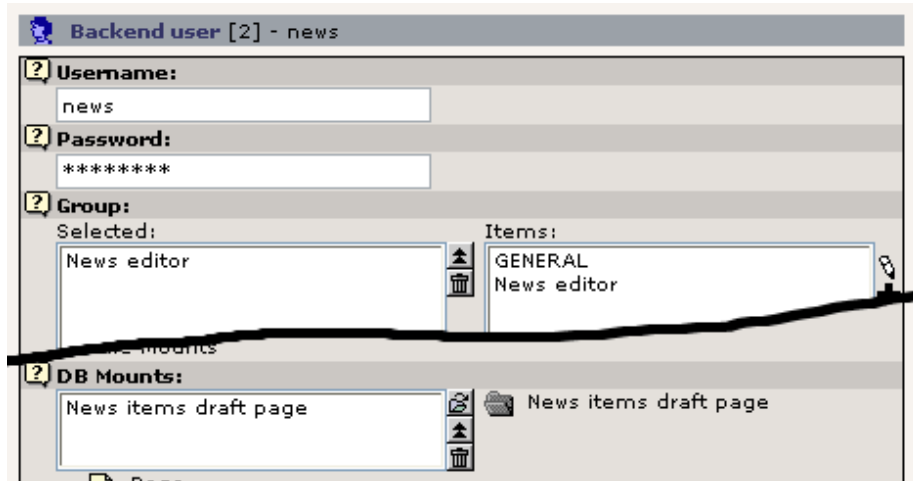 Backend user [2] - news
Username:
news
Password:
********
Group:
Selected:
Items:
News editor
GENERAL
News editor
Mounts
DB Mounts:
News items draft page
News items draft page